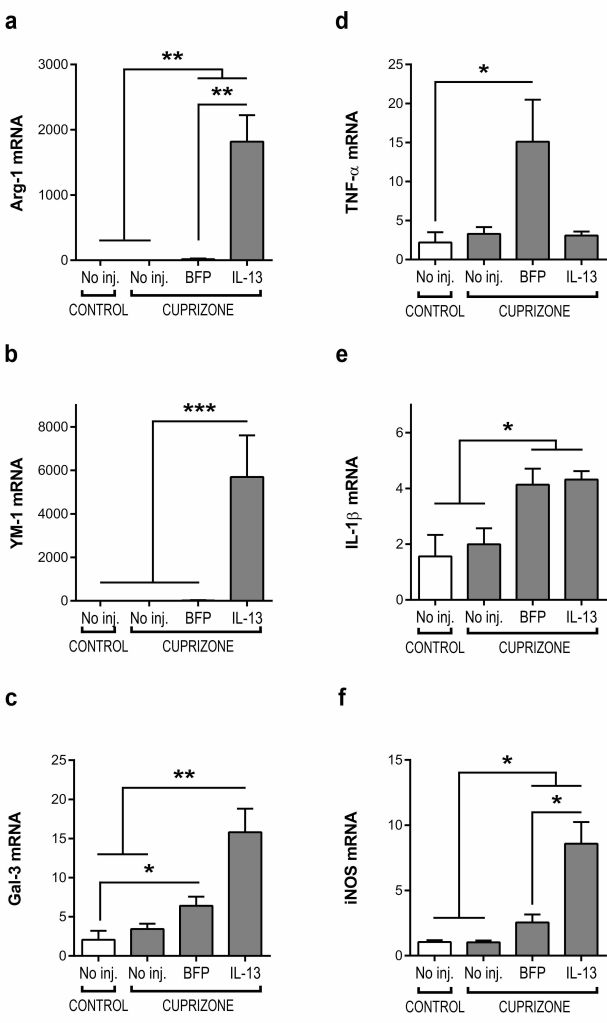 a
Arg-1 mRNA
3000
2000
1000
0
**
**
No inj. No inj. BFP IL-13
CONTROL CUPRIZONE
b
YM-1 mRNA
8000
6000
4000
2000
0
***
No inj. No inj. BFP IL-13
CONTROL CUPRIZONE
c
Gal-3 mRNA
25
20
15
10
5
0
**
*
No inj. No inj. BFP IL-13
CONTROL CUPRIZONE
d
TNF-α mRNA
25
20
15
10
5
0
*
No inj. No inj. BFP IL-13
CONTROL CUPRIZONE
e
IL-1β mRNA
6
4
2
0
*
No inj. No inj. BFP IL-13
CONTROL CUPRIZONE
f
iNOS mRNA
15
10
5
0
*
*
No inj. No inj. BFP IL-13
CONTROL CUPRIZONE